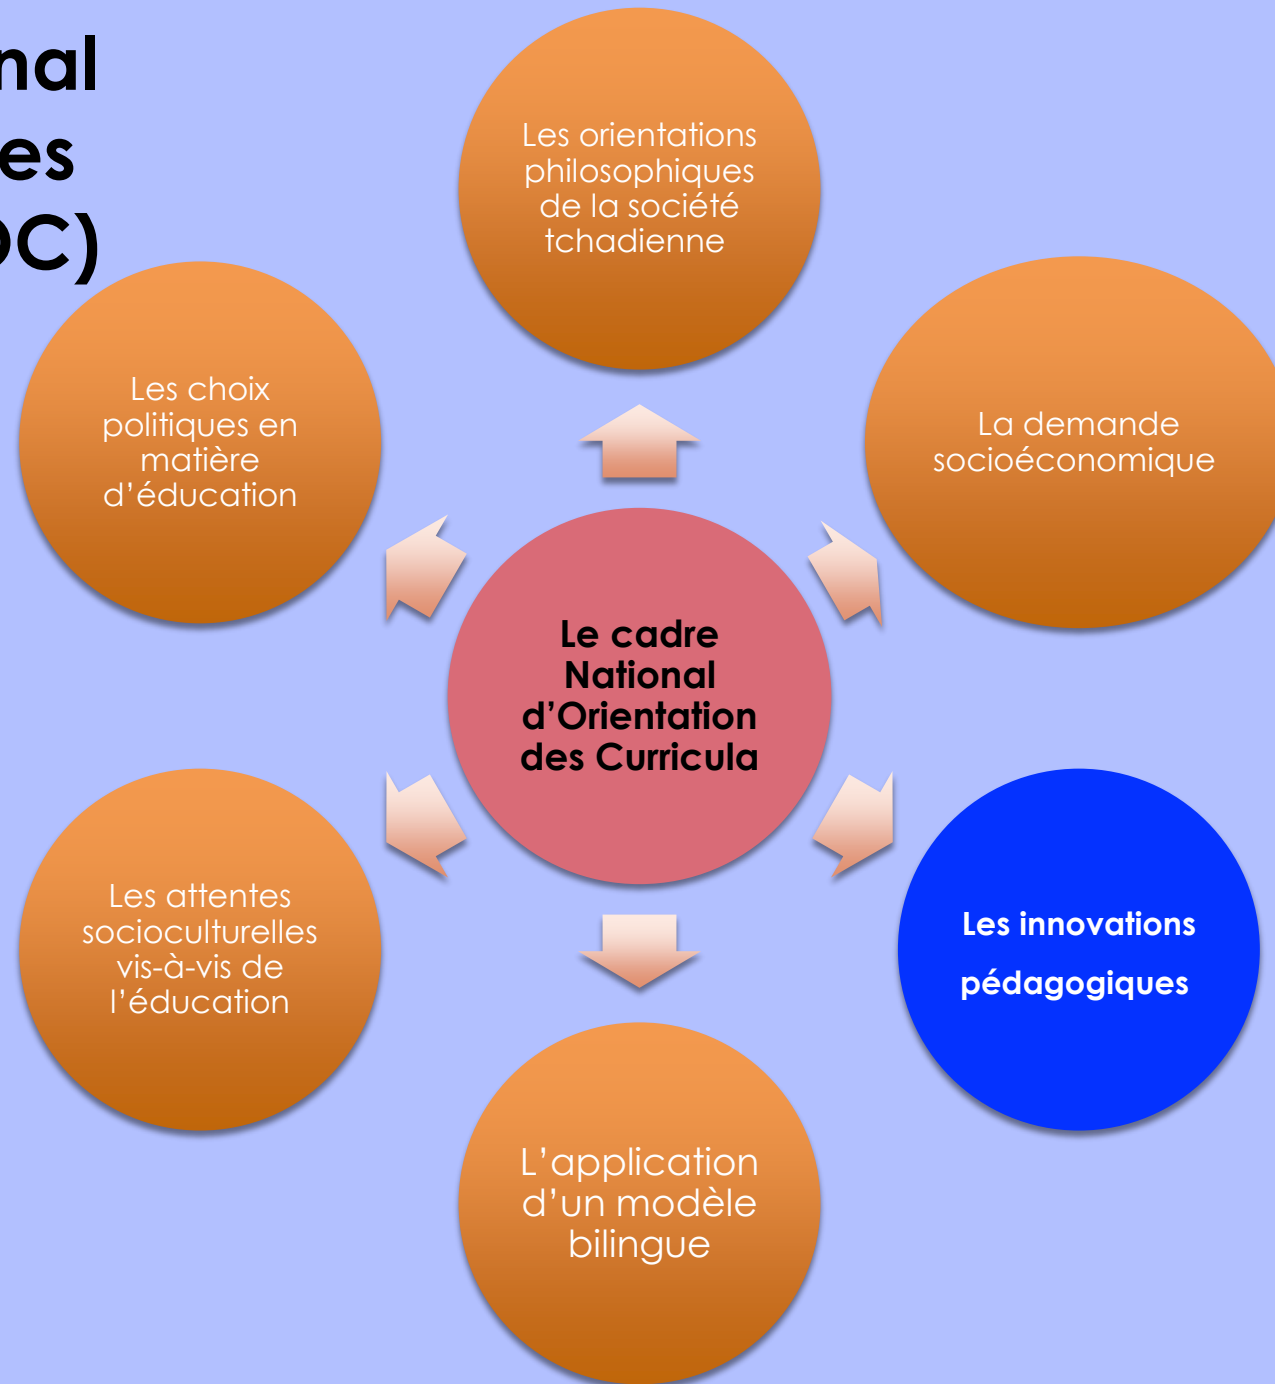 nal
es
OC)
Les orientations
philosophiques
de la société
tchadienne
La demande
socioéconomique
Les innovations
pédagogiques
L’application
d’un modèle
bilingue
Les attentes
socioculturelles
vis-à-vis de
l’éducation
Les choix
politiques en
matière
d’éducation
Le cadre
National
d’Orientation
des Curricula